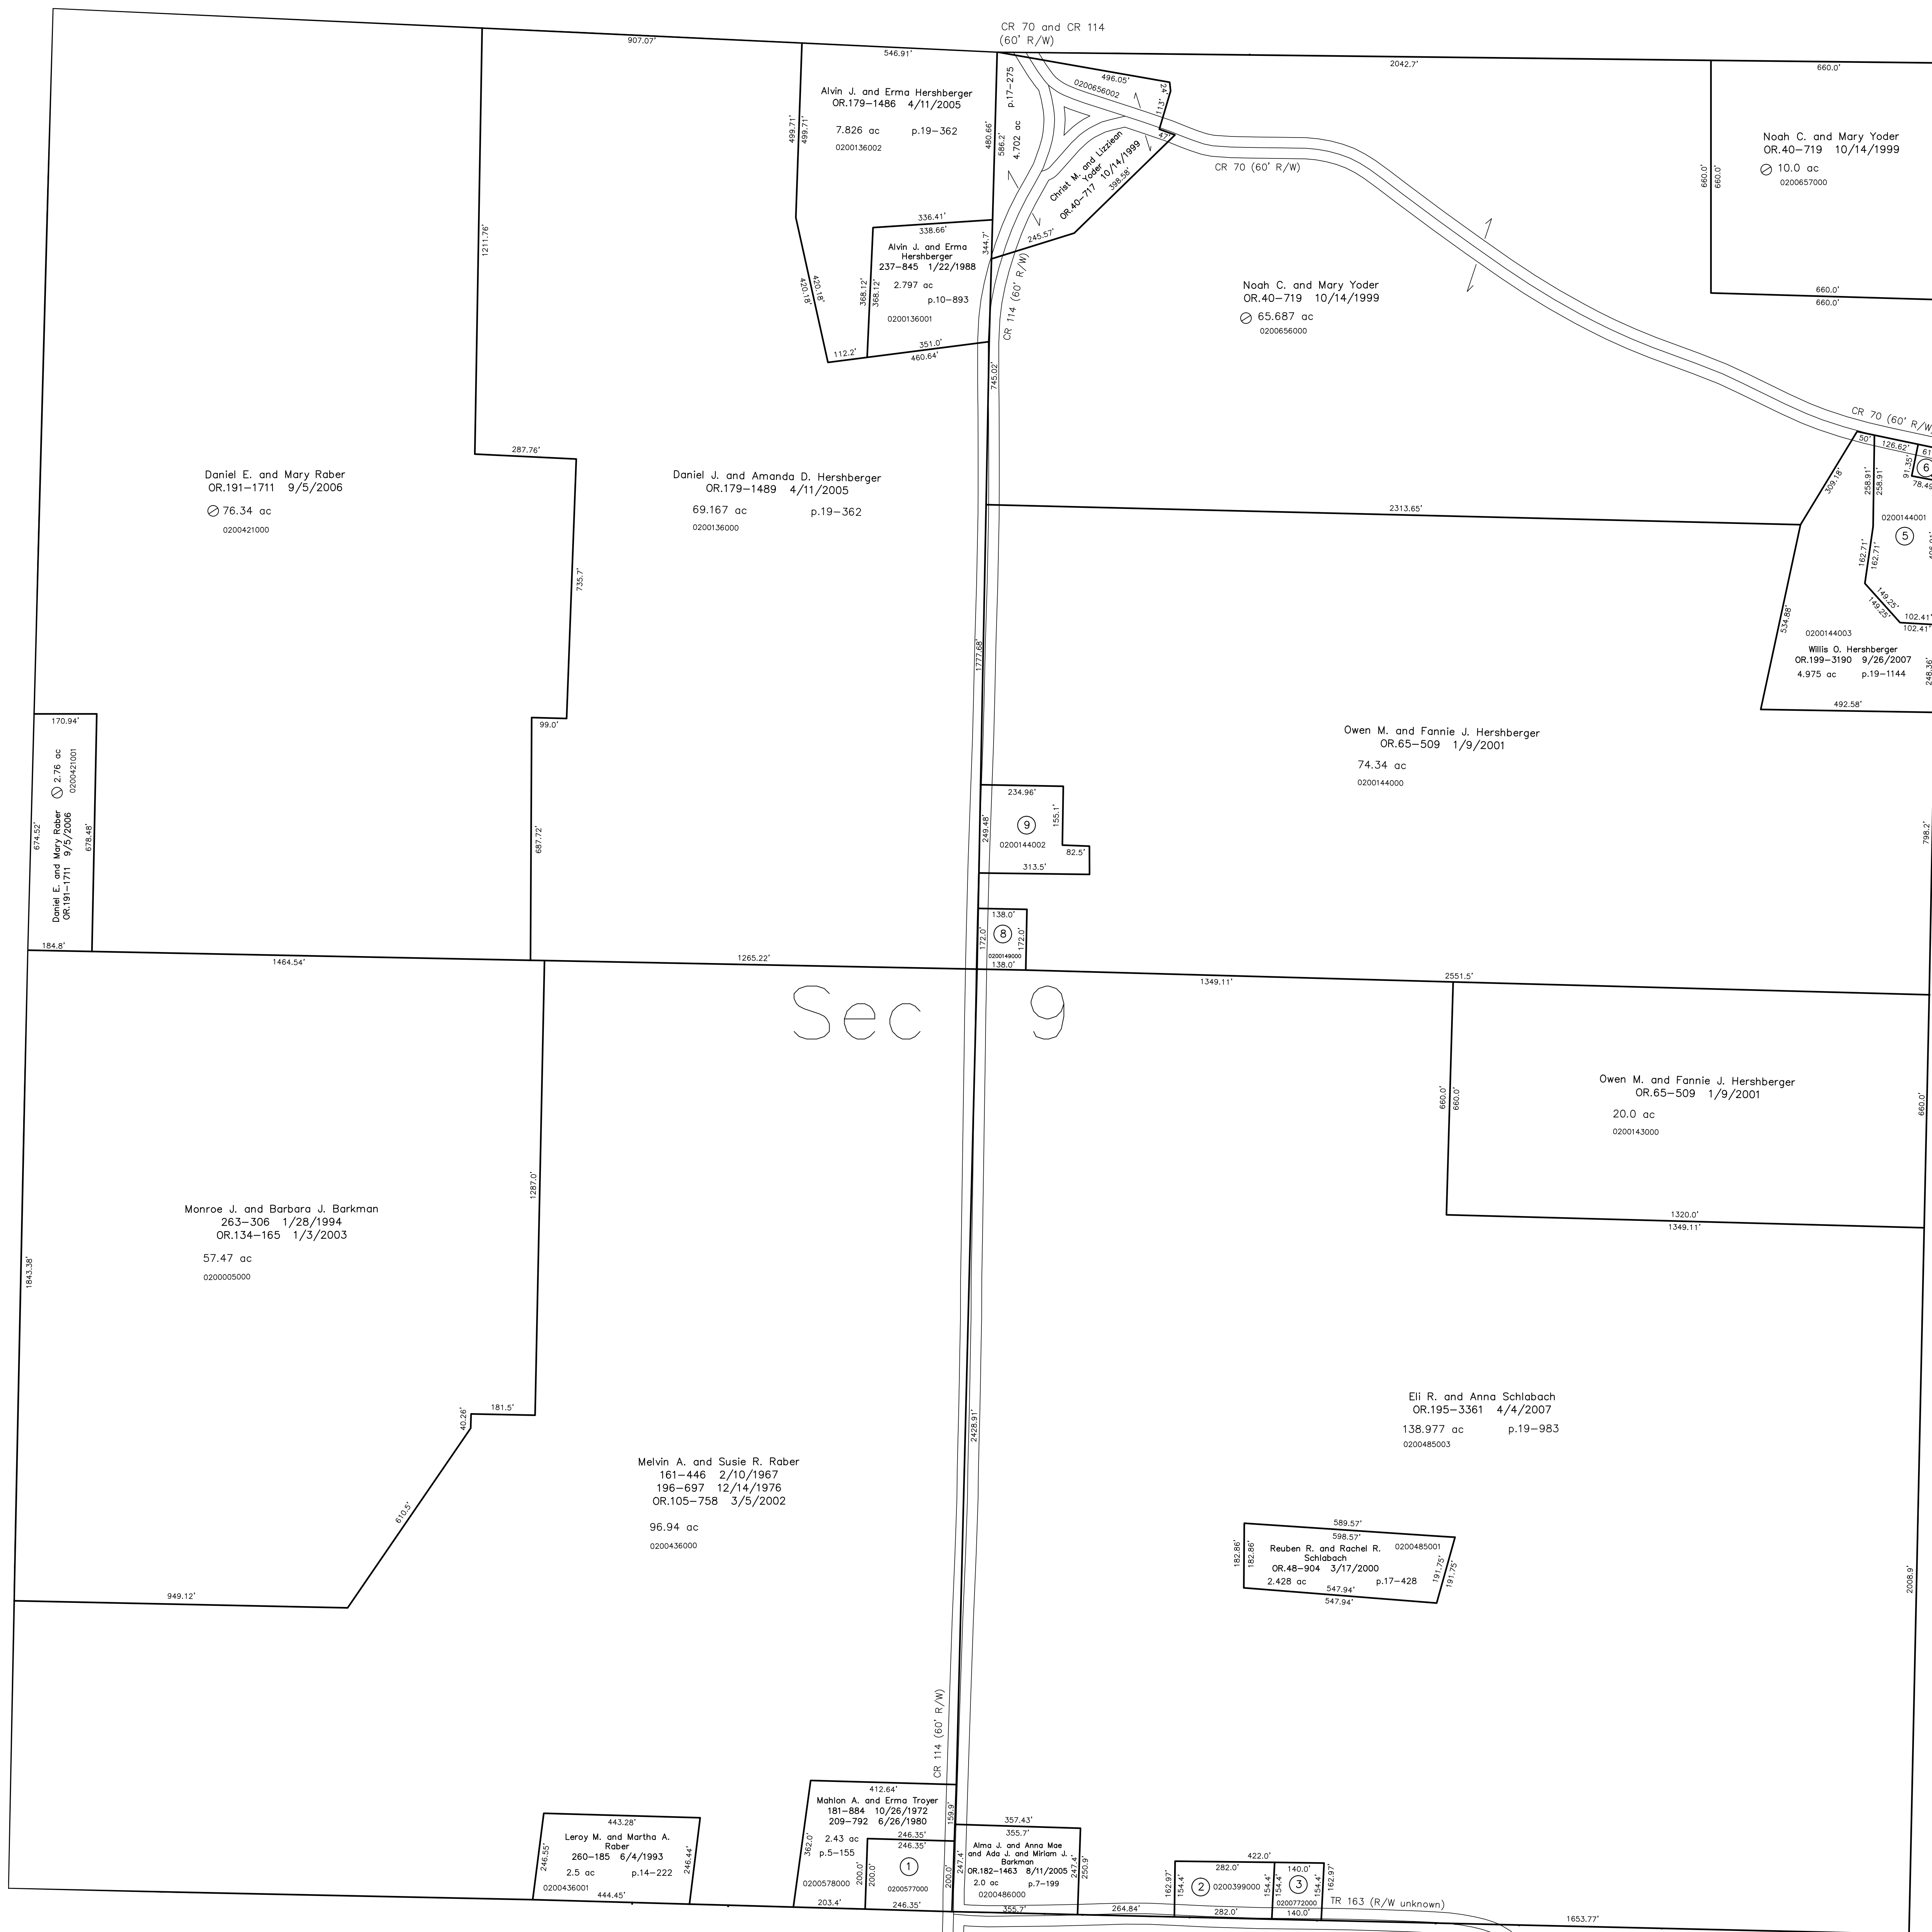 CR 70 and CR 114
(60' R/W)
907.07'
546.91'
2042.7'
660.0'
Alvin J. and Erma Hershberger
OR.179-1486 4/11/2005
7.826 ac p.19-362
0200136002
499.71'
499.71'
480.66'
586.2'
4.702 ac
p.17-275
496.05'
0200656002
24'
113'
47'
Christ M. and Lizziean
Yoder
OR.40-717 10/14/1999
398.58'
245.57'
CR 70 (60' R/W)
Noah C. and Mary Yoder
OR.40-719 10/14/1999
10.0 ac
0200657000
660.0'
660.0'
660.0'
660.0'
336.41'
338.66'
Alvin J. and Erma
Hershberger
237-845 1/22/1988
2.797 ac
p.10-893
0200136001
344.7'
368.12'
368.12'
420.18'
420.18'
112.2'
351.0'
460.64'
1211.76'
CR 114 (60' R/W)
745.02'
Noah C. and Mary Yoder
OR.40-719 10/14/1999
65.687 ac
0200656000
CR 70 (60' R/W)
50'
126.62'
61
91.35'
6
78.49
309.18'
258.91'
258.91'
0200144001
5
162.71'
162.71'
149.25'
149.25'
102.41'
102.41'
534.88'
0200144003
Willis O. Hershberger
OR.199-3190 9/26/2007
4.975 ac p.19-1144
248.36'
492.58'
287.76'
Daniel E. and Mary Raber
OR.191-1711 9/5/2006
76.34 ac
0200421000
Daniel J. and Amanda D. Hershberger
OR.179-1489 4/11/2005
69.167 ac p.19-362
0200136000
2313.65'
735.7'
1777.68'
99.0'
170.94'
Daniel E. and Mary Raber
OR.191-1711 9/5/2006
2.76 ac
0200421001
674.52'
678.48'
184.8'
687.72'
Owen M. and Fannie J. Hershberger
OR.65-509 1/9/2001
74.34 ac
0200144000
234.96'
155.1'
249.48'
9
0200144002
82.5'
313.5'
798.2'
138.0'
172.0'
8
172.0'
0200149000
138.0'
1464.54'
1265.22'
1349.11'
2551.5'
Sec 9
660.0'
660.0'
660.0'
Owen M. and Fannie J. Hershberger
OR.65-509 1/9/2001
20.0 ac
0200143000
1320.0'
1349.11'
1287.0'
Monroe J. and Barbara J. Barkman
263-306 1/28/1994
OR.134-165 1/3/2003
57.47 ac
0200005000
1843.38'
181.5'
40.26'
610.5'
949.12'
2428.91'
Eli R. and Anna Schlabach
OR.195-3361 4/4/2007
138.977 ac p.19-983
0200485003
Melvin A. and Susie R. Raber
161-446 2/10/1967
196-697 12/14/1976
OR.105-758 3/5/2002
96.94 ac
0200436000
589.57'
598.57'
182.86'
182.86'
Reuben R. and Rachel R. 0200485001
Schlabach
OR.48-904 3/17/2000
2.428 ac p.17-428
191.75'
191.75'
547.94'
547.94'
2008.9'
CR 114 (60' R/W)
412.64'
Mahlon A. and Erma Troyer
181-884 10/26/1972
209-792 6/26/1980
2.43 ac
p.5-155
0200578000
362.0'
159.9'
203.4'
246.35'
246.35'
200.0'
200.0'
1
200.0'
0200577000
246.35'
443.28'
Leroy M. and Martha A.
Raber
260-185 6/4/1993
2.5 ac p.14-222
0200436001
246.55'
246.44'
444.45'
357.43'
355.7'
Alma J. and Anna Mae
and Ada J. and Miriam J.
Barkman
OR.182-1463 8/11/2005
2.0 ac p.7-199
0200486000
247.4'
247.4'
250.9'
355.7'
264.84'
422.0'
282.0'
140.0'
162.97'
154.4'
2
0200399000
154.4'
154.4'
3
0200772000
154.4'
162.97'
282.0'
140.0'
TR 163 (R/W unknown)
1653.77'